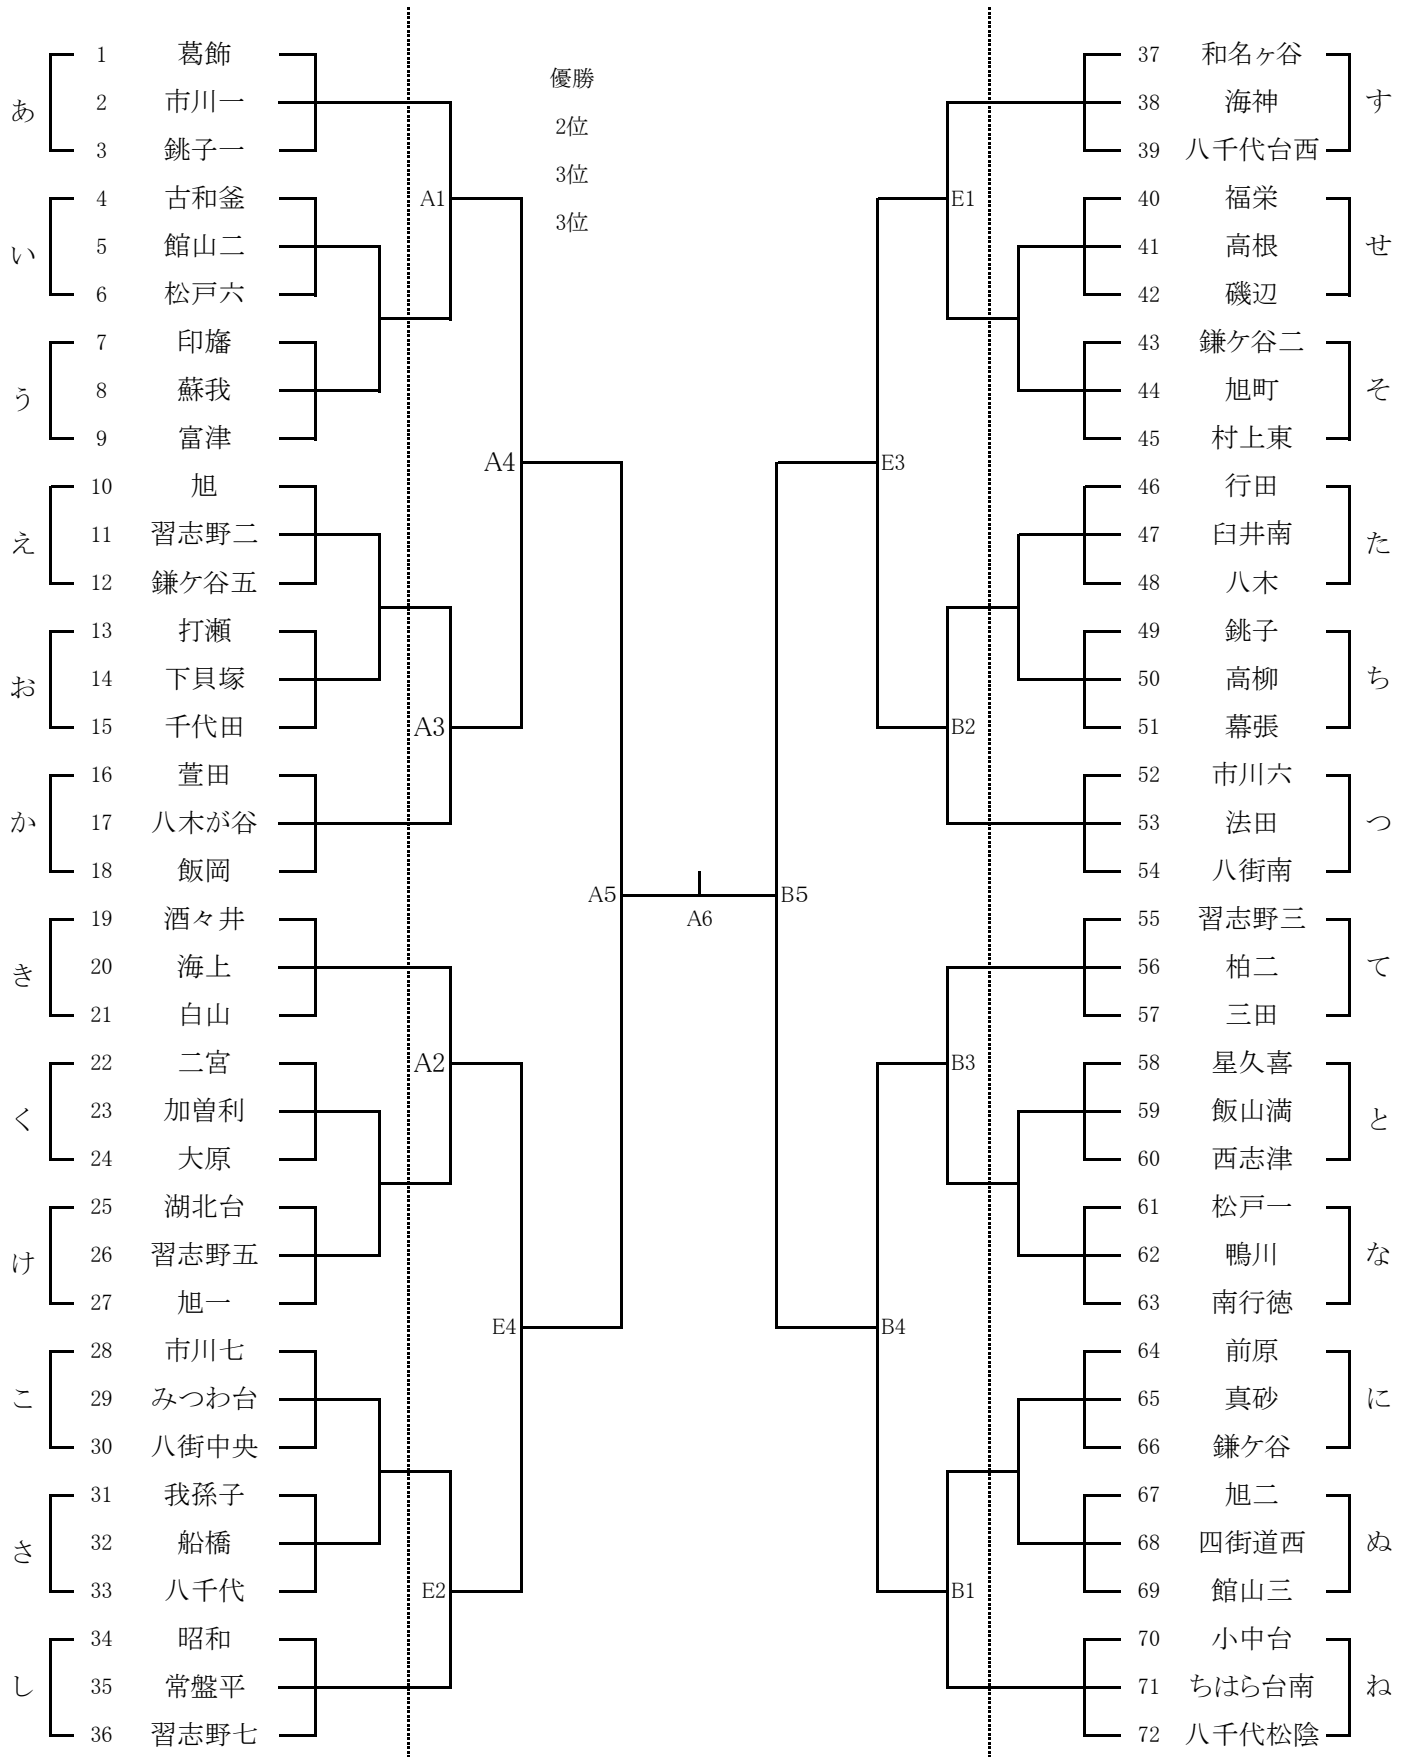 優勝
2位
3位
3位
あ
1 葛飾
2 市川一
3 銚子一
い
4 古和釜
5 館山二
6 松戸六
う
7 印旛
8 蘇我
9 富津
え
10 旭
11 習志野二
12 鎌ケ谷五
お
13 打瀬
14 下貝塚
15 千代田
か
16 萱田
17 八木が谷
18 飯岡
き
19 酒々井
20 海上
21 白山
く
22 二宮
23 加曽利
24 大原
け
25 湖北台
26 習志野五
27 旭一
こ
28 市川七
29 みつわ台
30 八街中央
さ
31 我孫子
32 船橋
33 八千代
し
34 昭和
35 常盤平
36 習志野七
A1
A4
A3
A5
A2
E4
E2
A6
E1
E3
B2
B5
B3
B4
B1
37 和名ヶ谷
38 海神
39 八千代台西
す
40 福栄
41 高根
42 磯辺
せ
43 鎌ケ谷二
44 旭町
45 村上東
そ
46 行田
47 臼井南
48 八木
た
49 銚子
50 高柳
51 幕張
ち
52 市川六
53 法田
54 八街南
つ
55 習志野三
56 柏二
57 三田
て
58 星久喜
59 飯山満
60 西志津
と
61 松戸一
62 鴨川
63 南行徳
な
64 前原
65 真砂
66 鎌ケ谷
に
67 旭二
68 四街道西
69 館山三
ぬ
70 小中台
71 ちはら台南
72 八千代松陰
ね